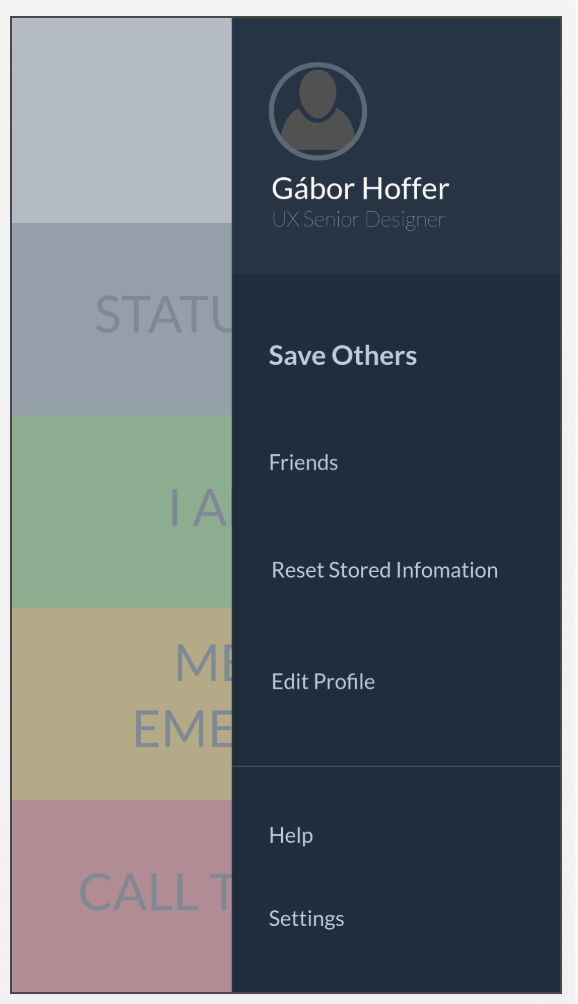 Gábor Hoffer
UX Senior Designer
STATU
Save Others
Friends
I A
Reset Stored Infomation
ME
Edit Profile
EME
Help
CALL T
Settings